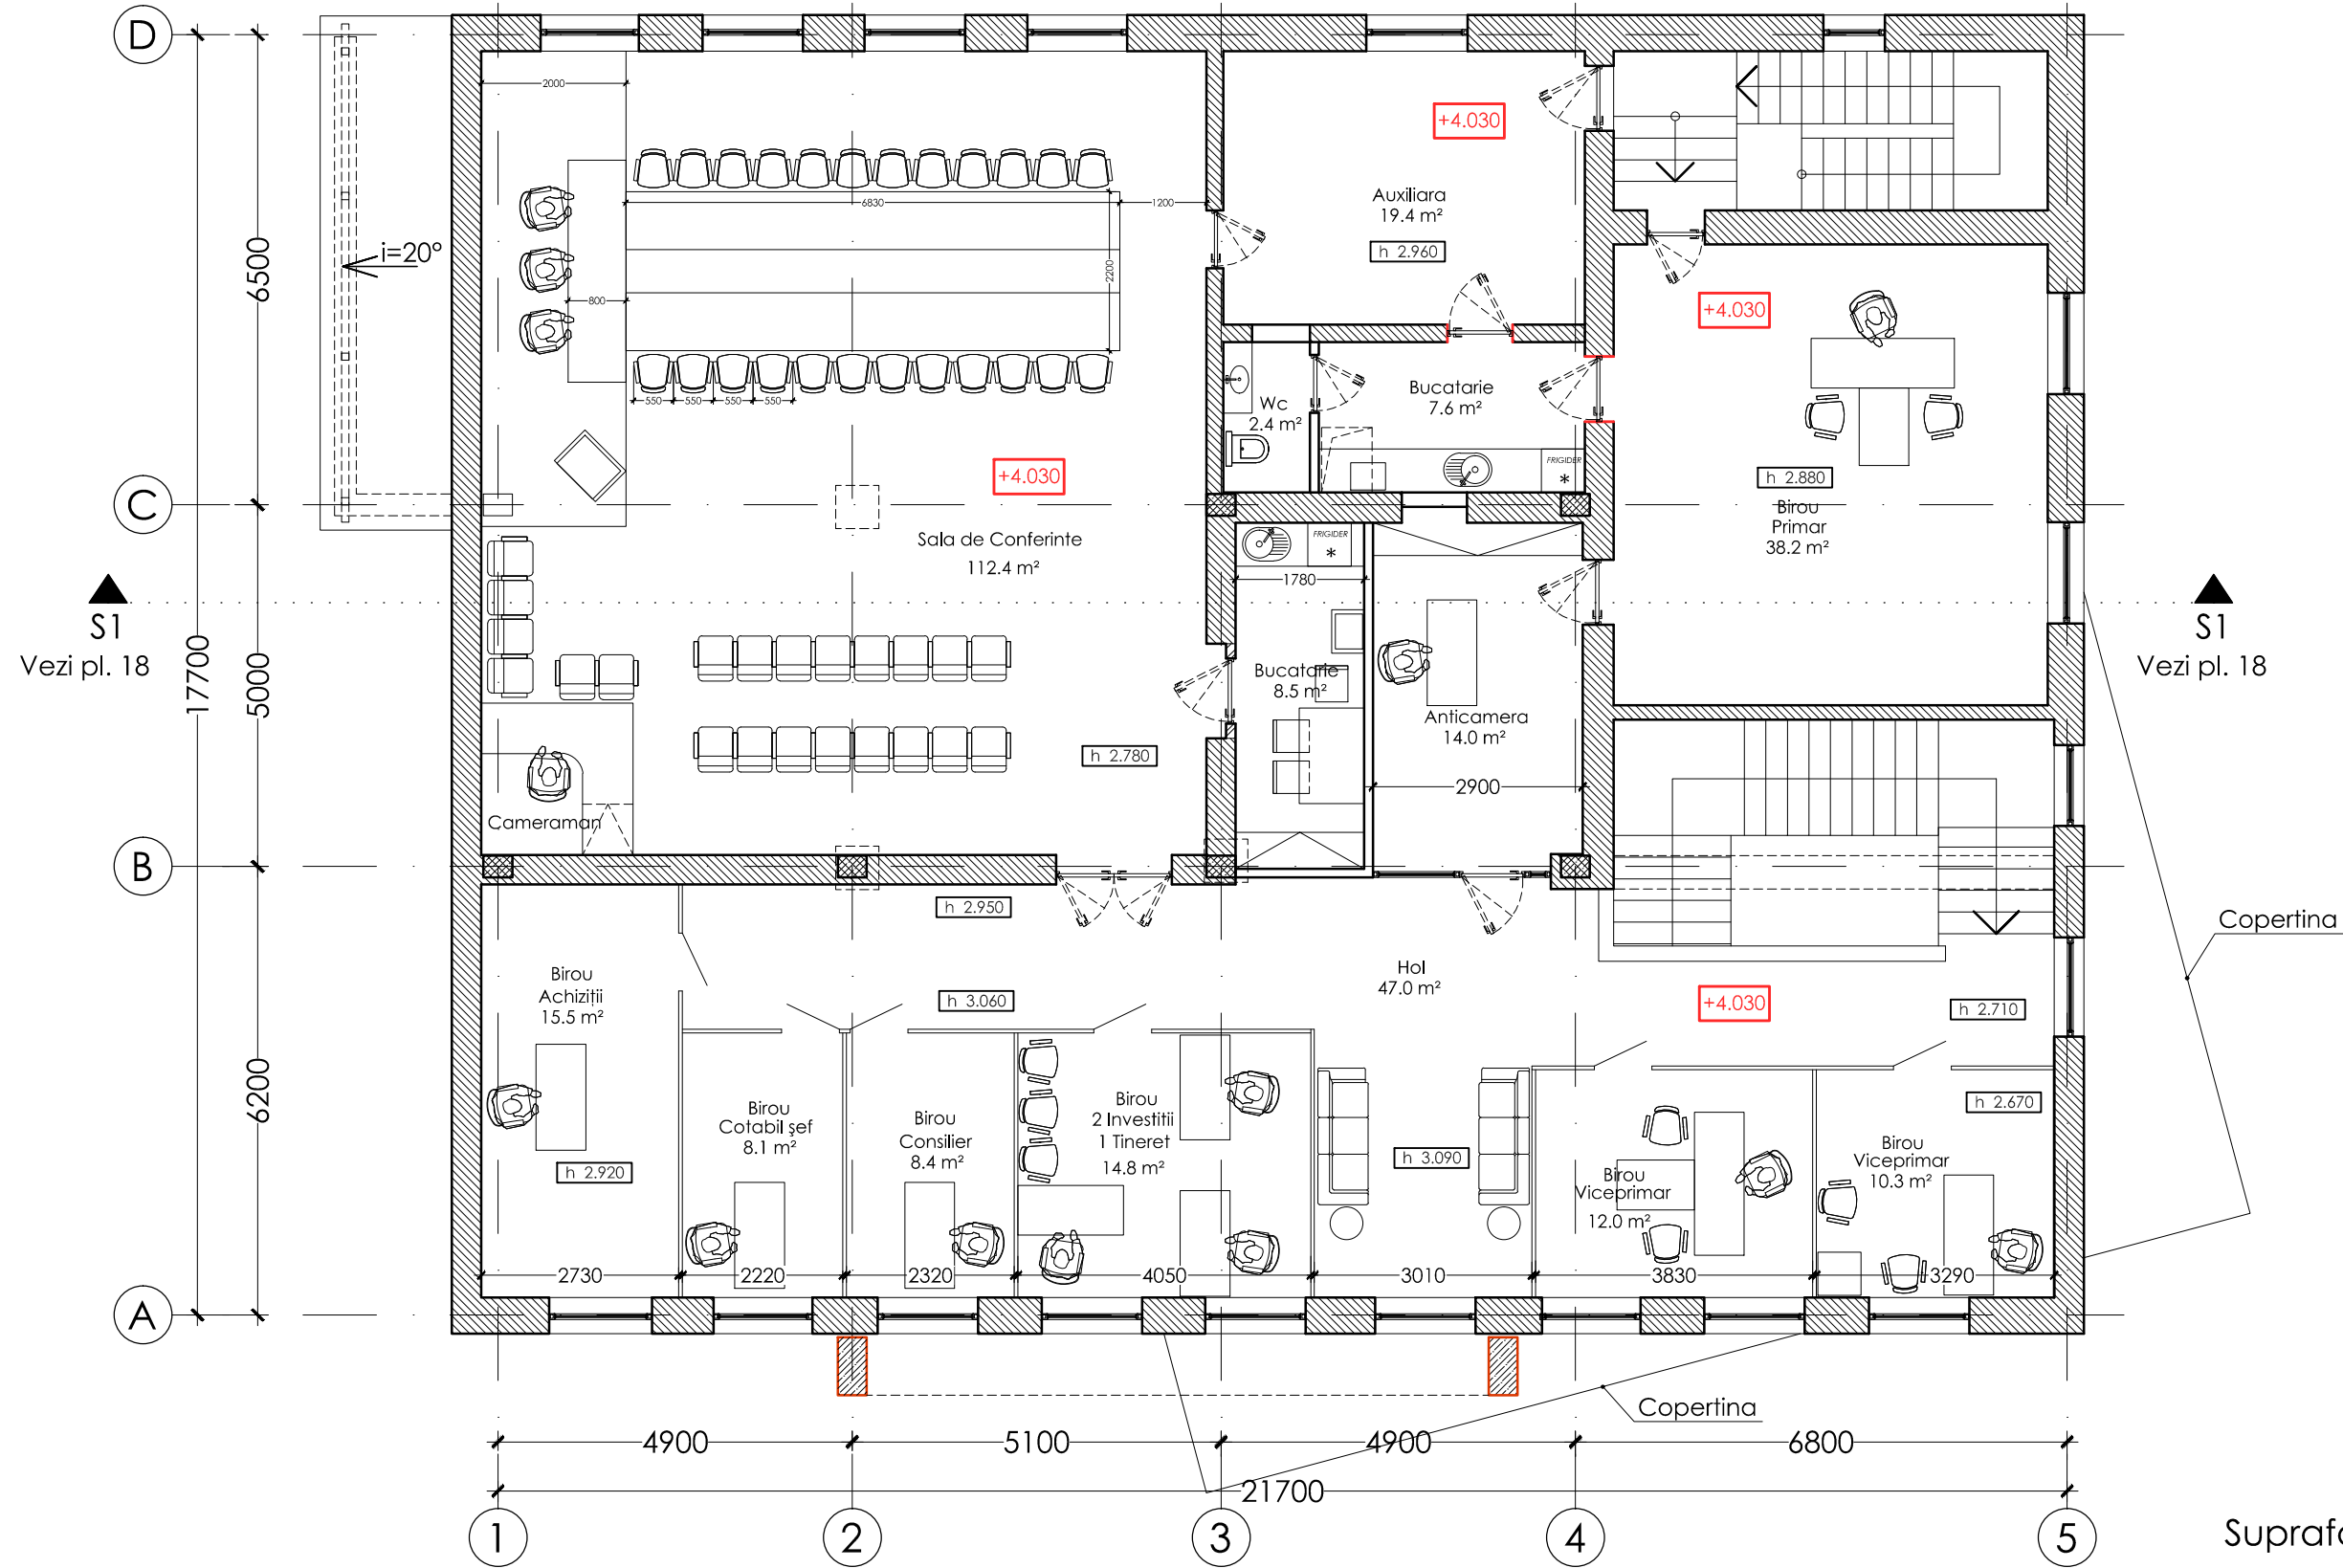 D
2000
+4.030
6830
1200
Auxiliara
19.4 m²
h 2.960
i=20°
6500
2200
800
+4.030
550
550
550
550
Wc
2.4 m²
Bucatarie
7.6 m²
FRIGIDER
*
+4.030
h 2.880
Birou
Primar
38.2 m²
C
Sala de Conferinte
112.4 m²
FRIGIDER
*
1780
S1
Vezi pl. 18
S1
Vezi pl. 18
17700
5000
Bucatarie
8.5 m²
Anticamera
14.0 m²
h 2.780
2900
Cameraman
B
h 2.950
Copertina
Birou
Achiziții
15.5 m²
h 3.060
Hol
47.0 m²
+4.030
h 2.710
6200
Birou
Cotabil şef
8.1 m²
Birou
Consilier
8.4 m²
Birou
2 Investitii
1 Tineret
14.8 m²
h 2.920
h 3.090
Birou
Viceprimar
12.0 m²
h 2.670
Birou
Viceprimar
10.3 m²
2730
2220
2320
4050
3010
3830
3290
A
Copertina
4900
5100
4900
6800
21700
1
2
3
4
5